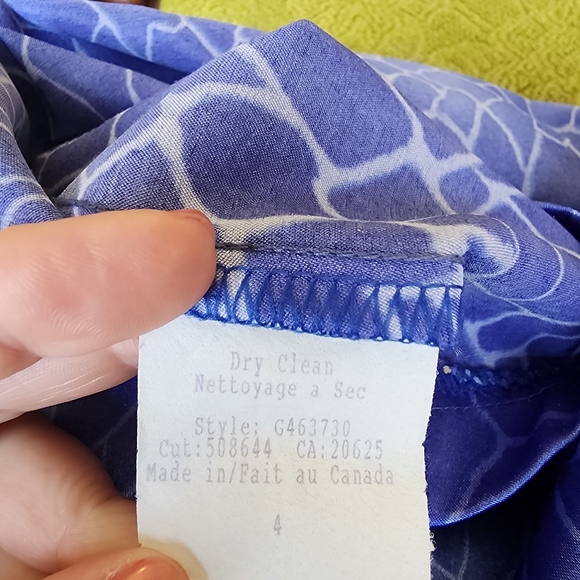 Dry Clean
Nettoyage a Sec
Style: G463730
Cut:508644 CA:20625
Made in/Fait au Canada
4